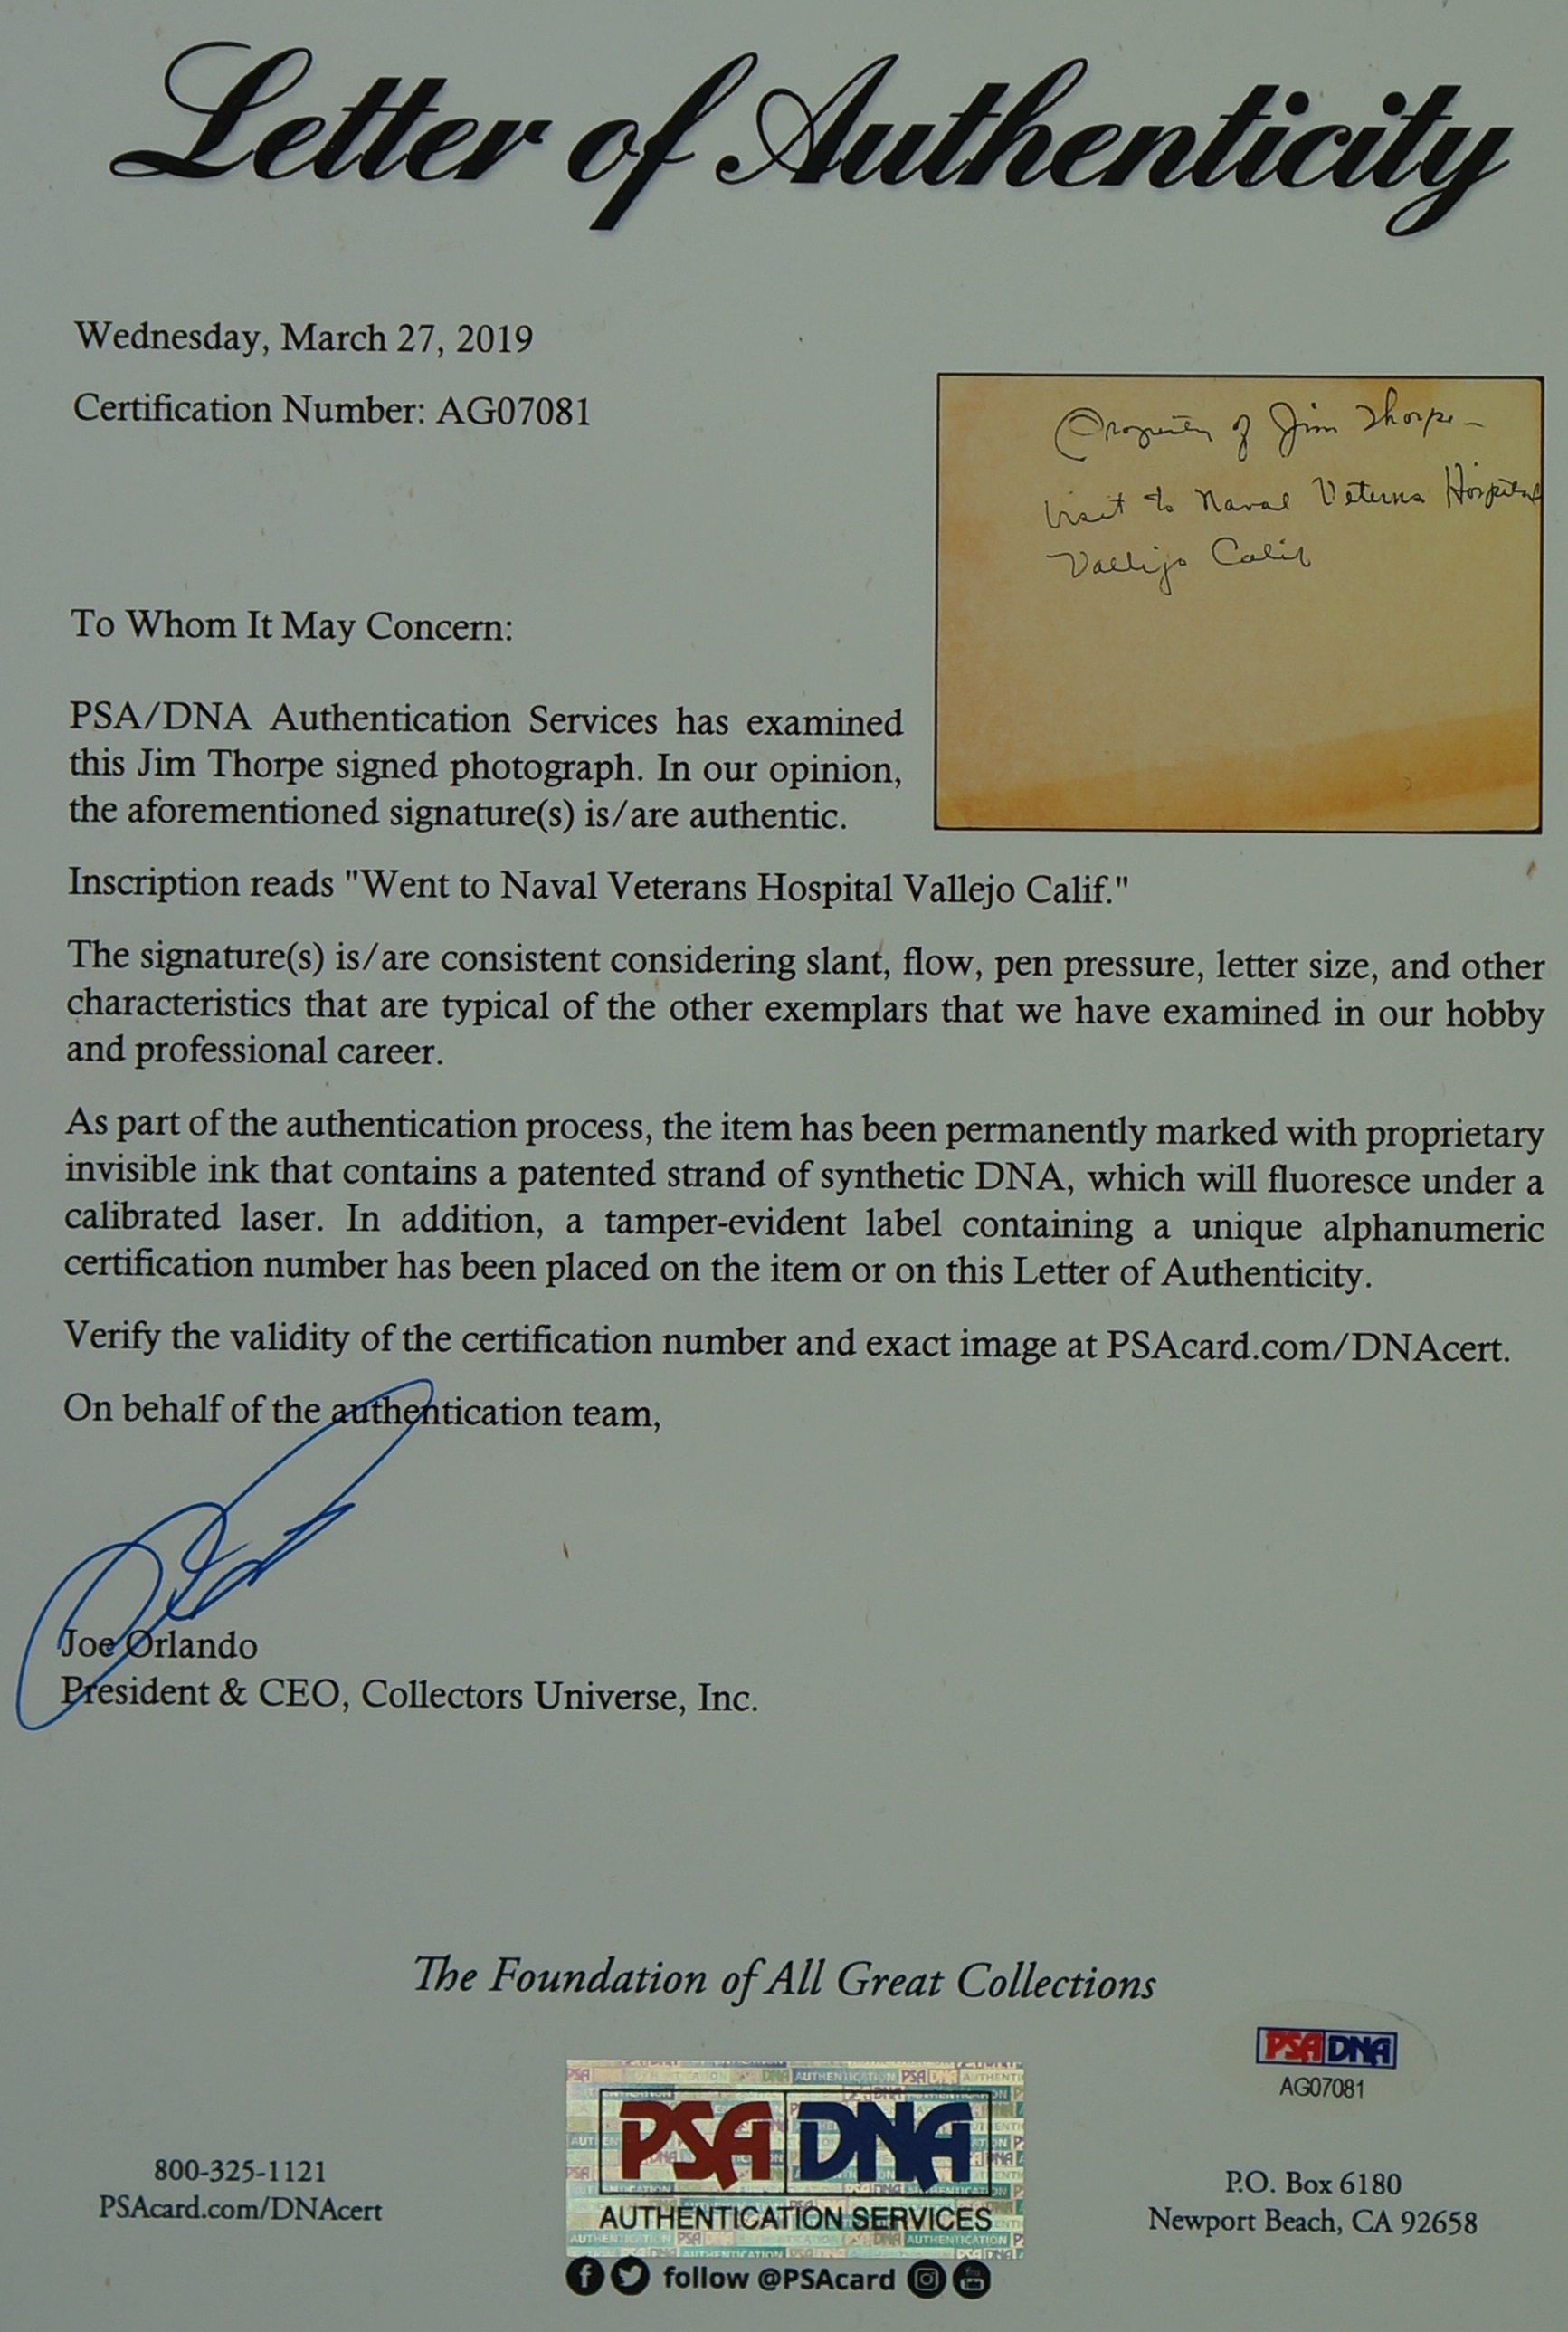 Letter of Authenticity
Wednesday, March 27, 2019
Certification Number: AG07081
Property of Jim Thorpe –
Visit to Naval Veterns Hospital
Vallijo Calif
To Whom It May Concern:
PSA/DNA Authentication Services has examined
this Jim Thorpe signed photograph. In our opinion,
the aforementioned signature(s) is/are authentic.
Inscription reads "Went to Naval Veterans Hospital Vallejo Calif."
The signature(s) is/are consistent considering slant, flow, pen pressure, letter size, and other
characteristics that are typical of the other exemplars that we have examined in our hobby
and professional career.
As part of the authentication process, the item has been permanently marked with proprietary
invisible ink that contains a patented strand of synthetic DNA, which will fluoresce under a
calibrated laser. In addition, a tamper-evident label containing a unique alphanumeric
certification number has been placed on the item or on this Letter of Authenticity.
Verify the validity of the certification number and exact image at PSAcard.com/DNAcert.
On behalf of the authentication team,
Joe Orlando
President & CEO, Collectors Universe, Inc.
The Foundation of All Great Collections
PSA DNA
AG07081
PSA DNA
AUTHENTICATION SERVICES
800-325-1121
PSAcard.com/DNAcert
P.O. Box 6180
Newport Beach, CA 92658
follow @PSAcard